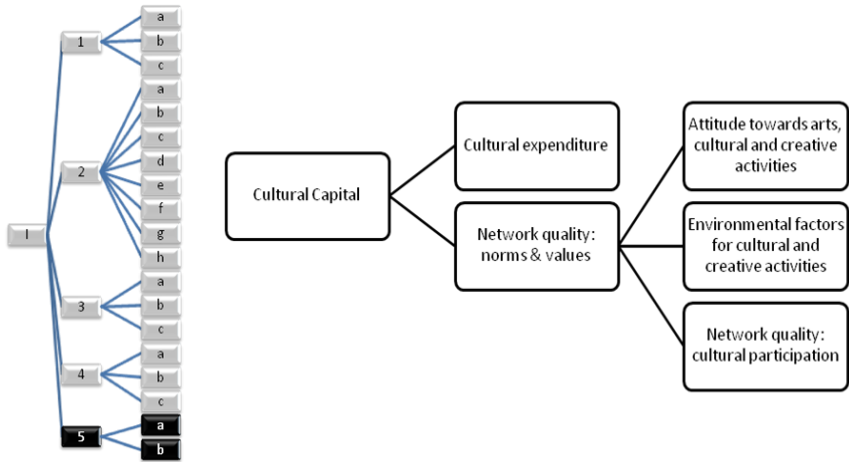 I
1
a
b
c
2
a
b
c
d
e
f
g
h
3
a
b
c
4
a
b
c
5
a
b
Cultural Capital
Cultural expenditure
Network quality:
norms & values
Attitude towards arts,
cultural and creative
activities
Environmental factors
for cultural and
creative activities
Network quality:
cultural participation